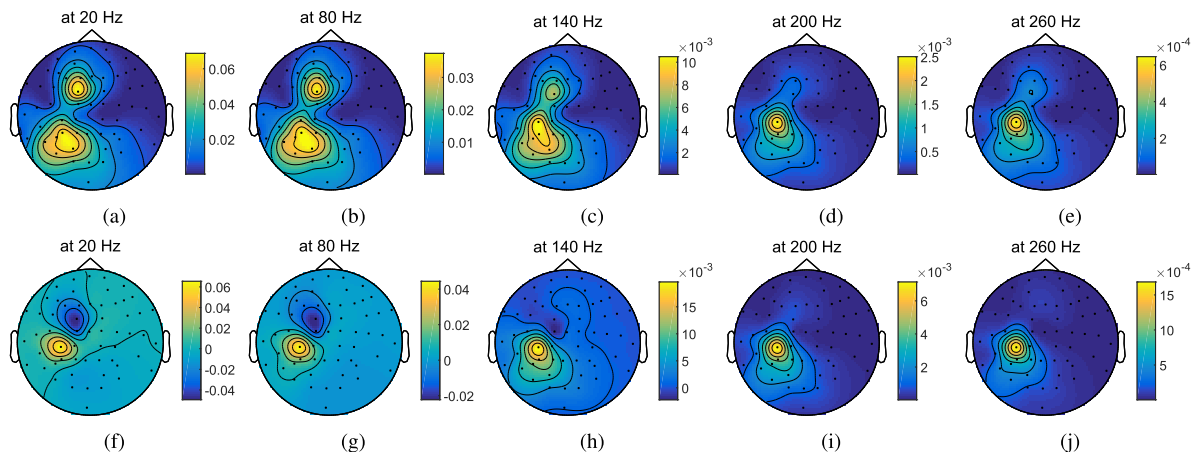 at 20 Hz
0.06
0.04
0.02
(a)
at 80 Hz
0.03
0.02
0.01
(b)
at 140 Hz
×10-3
10
8
6
4
2
(c)
at 200 Hz
×10-3
2.5
2
1.5
1
0.5
(d)
at 260 Hz
×10-4
6
4
2
(e)
at 20 Hz
0.06
0.04
0.02
0
-0.02
-0.04
(f)
at 80 Hz
0.04
0.02
0
-0.02
(g)
at 140 Hz
×10-3
15
10
5
0
(h)
at 200 Hz
×10-3
6
4
2
(i)
at 260 Hz
×10-4
15
10
5
(j)